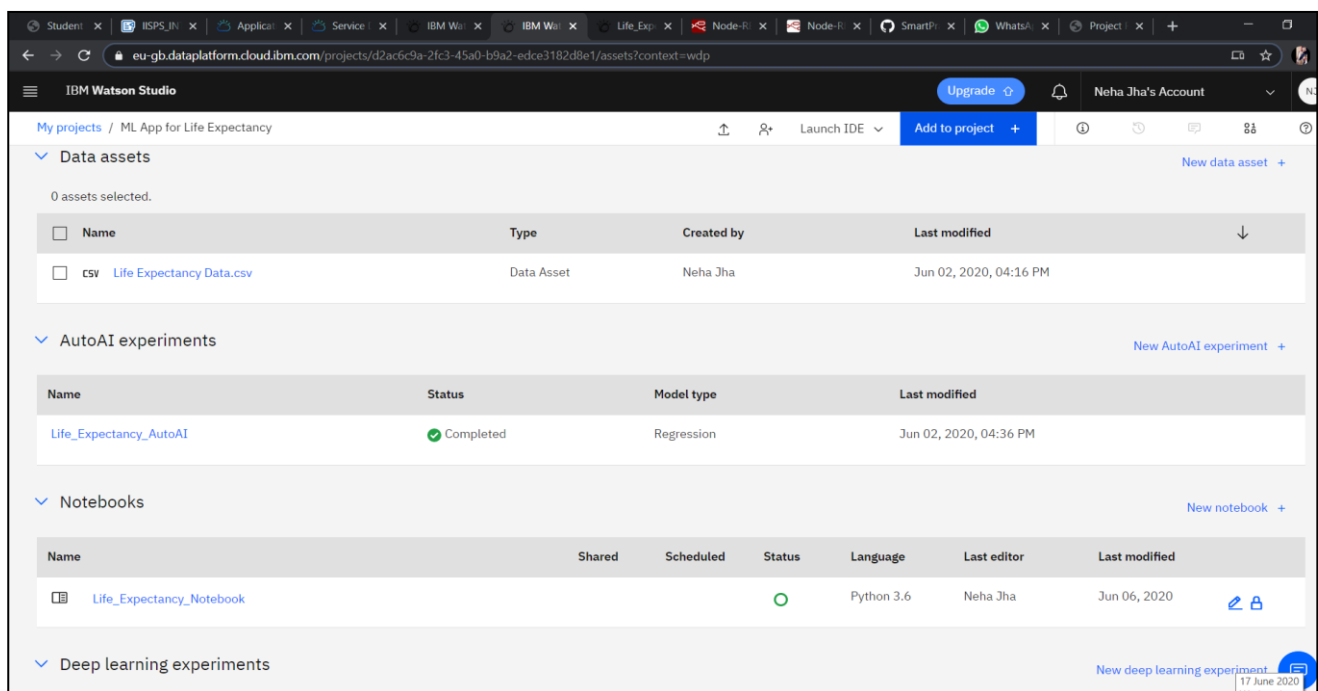 Student
IISPS_IN
Applicat
Service
IBM Wat
IBM Wat
Life_Exp
Node-R
Node-R
SmartPr
WhatsA
Project
eu-gb.dataplatform.cloud.ibm.com/projects/d2ac6c9a-2fc3-45a0-b9a2-edce3182d8e1/assets?context=wdp
IBM Watson Studio
Upgrade
Neha Jha's Account
My projects / ML App for Life Expectancy
Launch IDE
Add to project +
Data assets
New data asset +
0 assets selected.
Name Type Created by Last modified
CSV Life Expectancy Data.csv Data Asset Neha Jha Jun 02, 2020, 04:16 PM
AutoAI experiments
New AutoAI experiment +
Name Status Model type Last modified
Life_Expectancy_AutoAI Completed Regression Jun 02, 2020, 04:36 PM
Notebooks
New notebook +
Name Shared Scheduled Status Language Last editor Last modified
Life_Expectancy_Notebook Python 3.6 Neha Jha Jun 06, 2020
Deep learning experiments
New deep learning experiment
17 June 2020